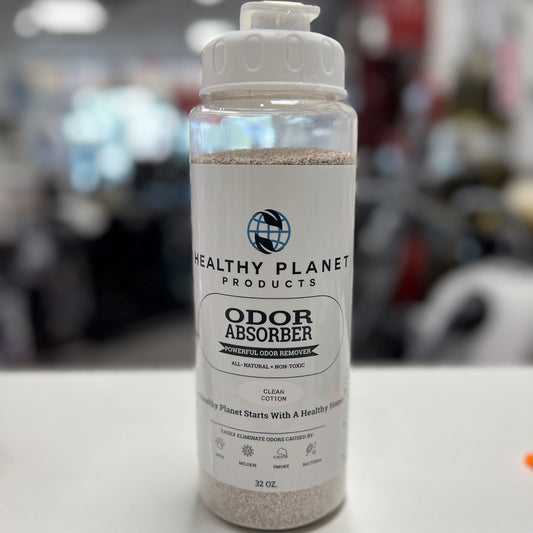 HEALTHY PLANET
PRODUCTS
ODOR
ABSORBER
POWERFUL ODOR REMOVER
ALL- NATURAL + NON-TOXIC
CLEAN
COTTON
Healthy Planet Starts With A Healthy Home
EASILY ELIMINATE ODORS CAUSED BY:
PETS MILDEW SMOKE BACTERIA
32 OZ.